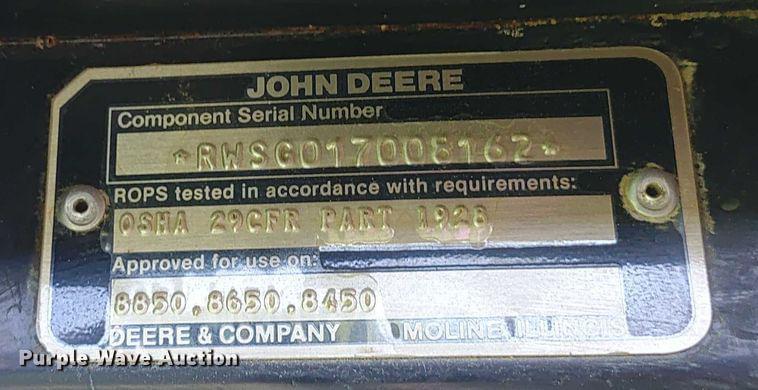 JOHN DEERE
Component Serial Number
*RWSG017008162*
ROPS tested in accordance with requirements:
OSHA 29CFR PART 1928
Approved for use on:
8850,8650,8450
DEERE & COMPANY MOLINE, ILLINOIS
Purple Wave Auction